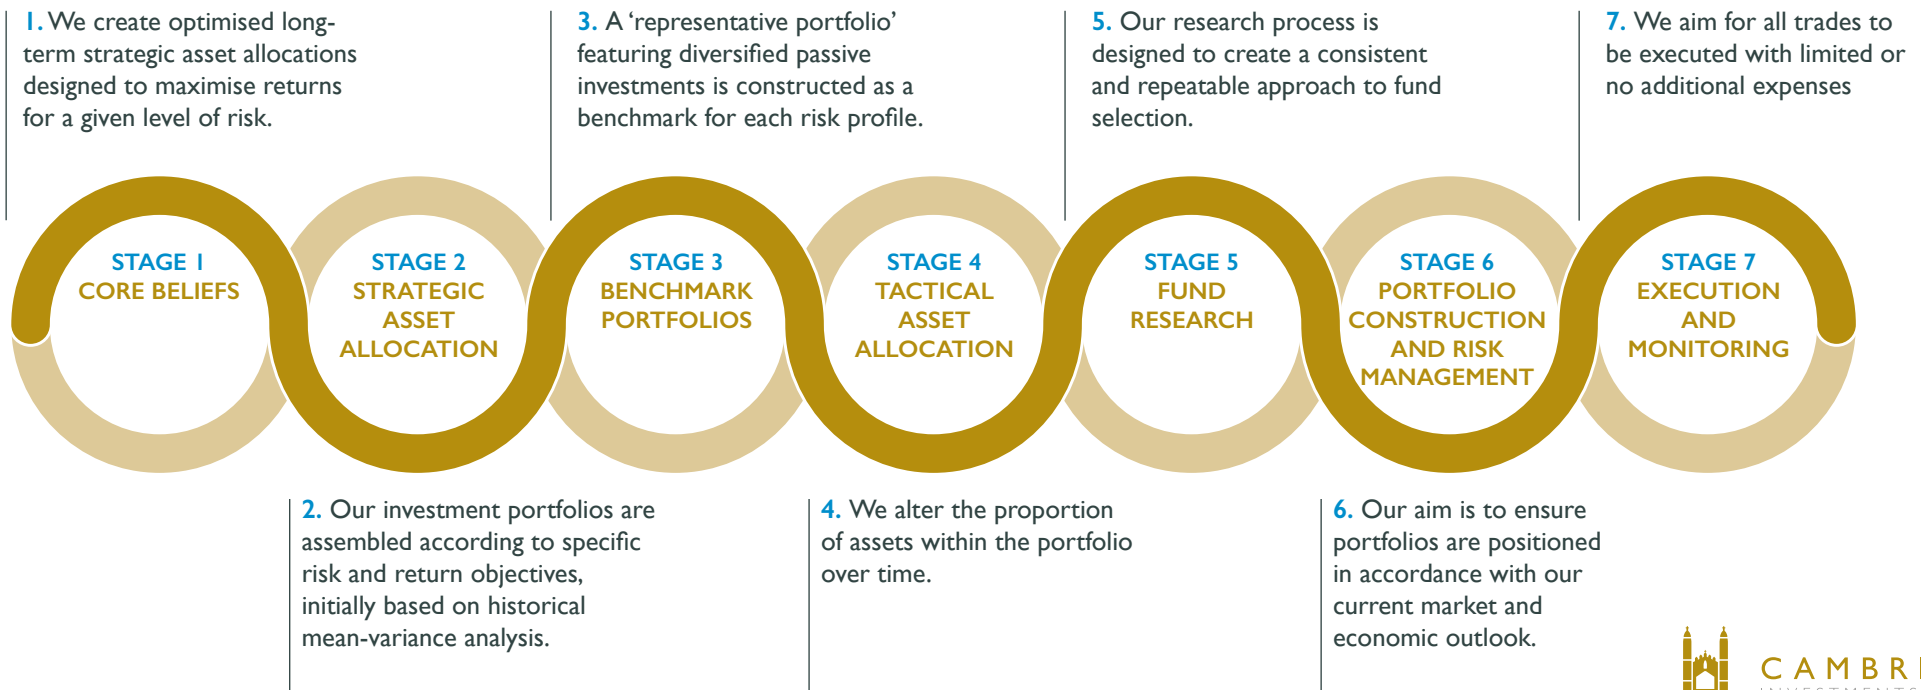 1. We create optimised long-
term strategic asset allocations
designed to maximise returns
for a given level of risk.
3. A ‘representative portfolio’
featuring diversified passive
investments is constructed as a
benchmark for each risk profile.
5. Our research process is
designed to create a consistent
and repeatable approach to fund
selection.
7. We aim for all trades to
be executed with limited or
no additional expenses
STAGE 1
CORE BELIEFS
STAGE 2
STRATEGIC
ASSET
ALLOCATION
STAGE 3
BENCHMARK
PORTFOLIOS
STAGE 4
TACTICAL
ASSET
ALLOCATION
STAGE 5
FUND
RESEARCH
STAGE 6
PORTFOLIO
CONSTRUCTION
AND RISK
MANAGEMENT
STAGE 7
EXECUTION
AND
MONITORING
2. Our investment portfolios are
assembled according to specific
risk and return objectives,
initially based on historical
mean-variance analysis.
4. We alter the proportion
of assets within the portfolio
over time.
6. Our aim is to ensure
portfolios are positioned
in accordance with our
current market and
economic outlook.
CAMBRI